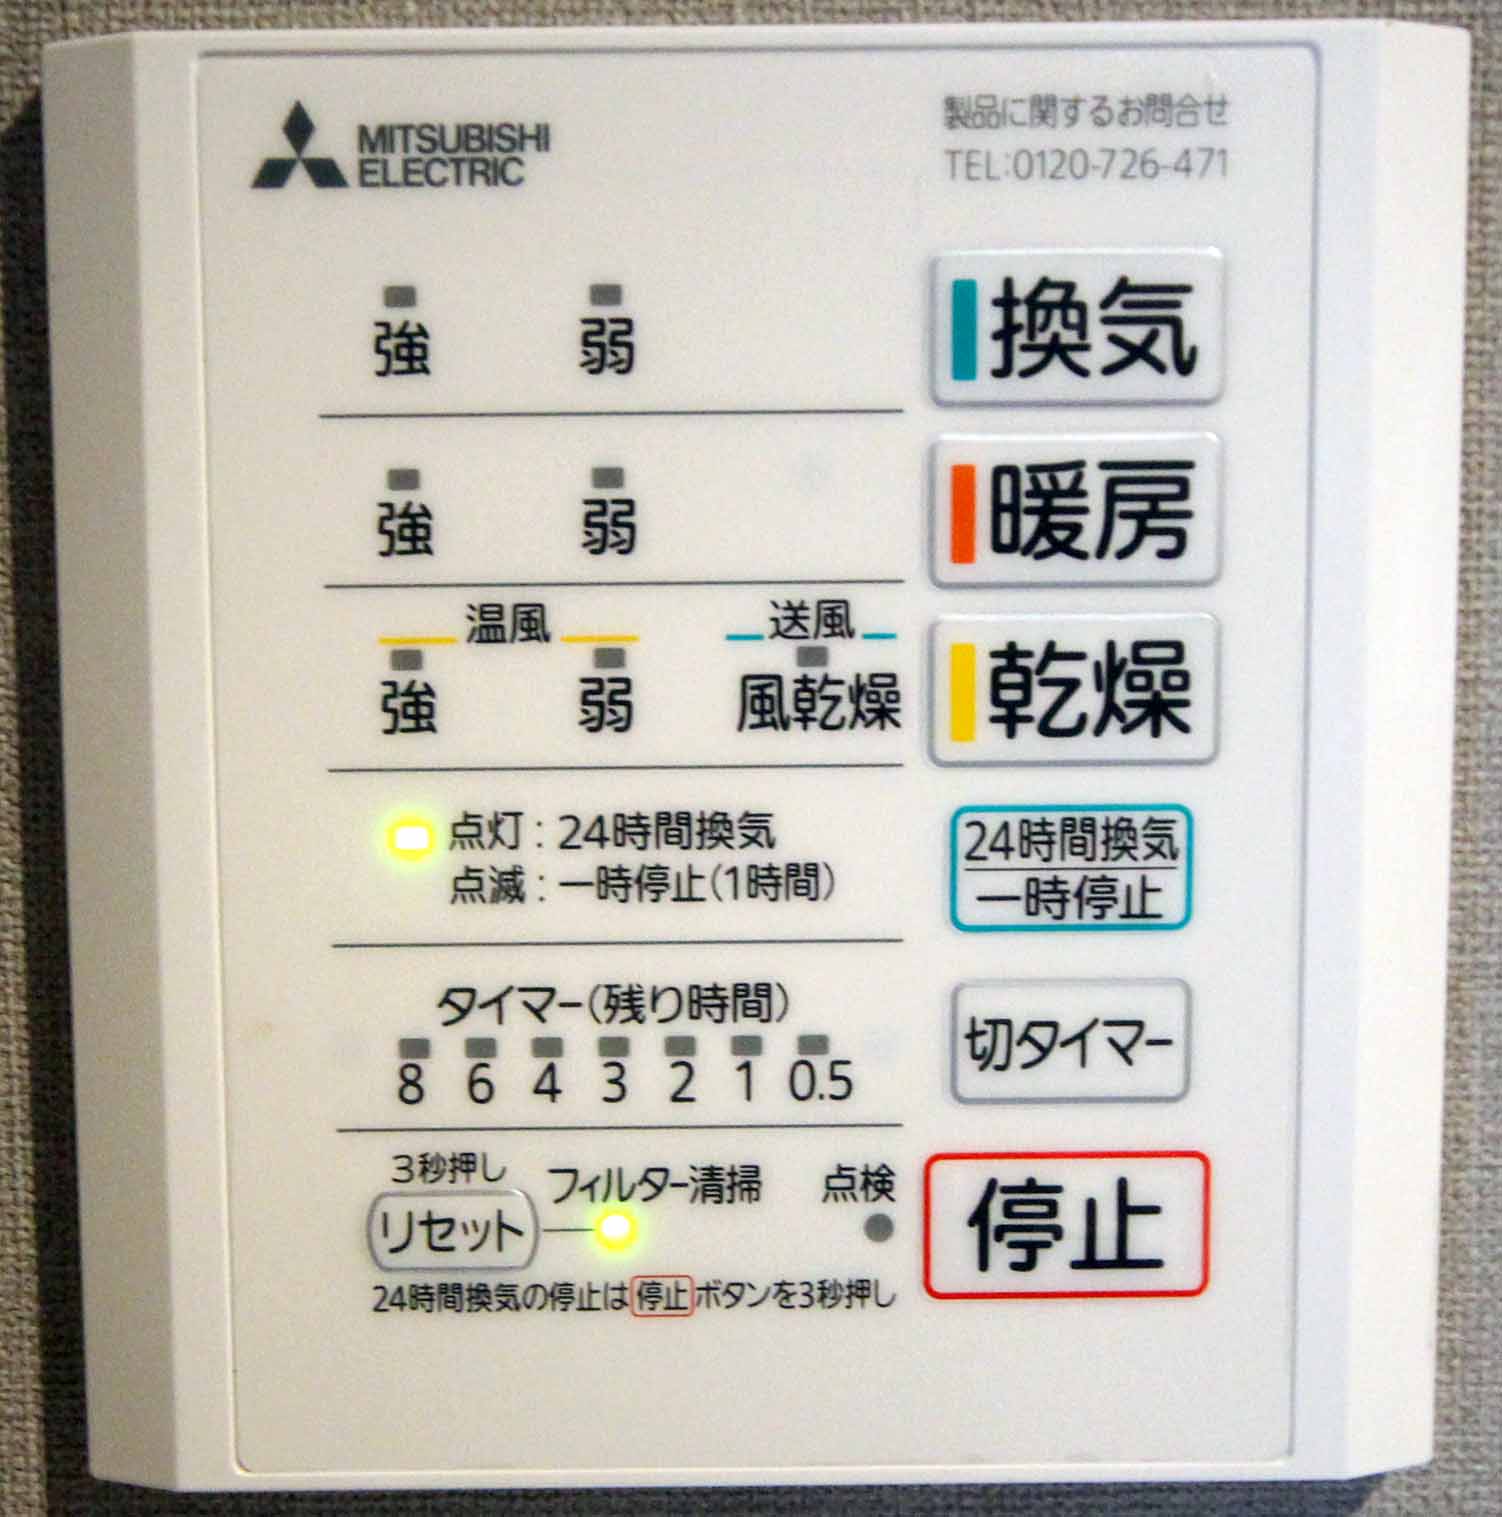 MITSUBISHI
ELECTRIC
製品に関するお問合せ
TEL:0120-726-471
強 弱
換気
強 弱
暖房
温風 送風
強 弱 風乾燥
乾燥
点灯：24時間換気
点滅：一時停止(1時間)
24時間換気
一時停止
タイマー(残り時間)
8 6 4 3 2 1 0.5
切タイマー
3秒押し
リセット
フィルター清掃
点検
24時間換気の停止は停止ボタンを3秒押し
停止